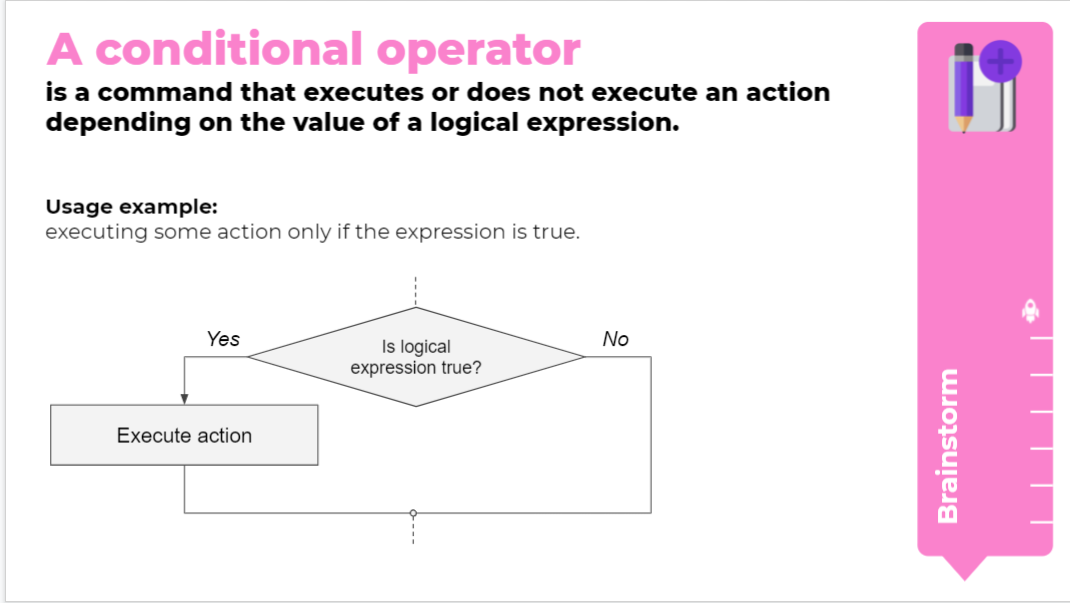 A conditional operator
is a command that executes or does not execute an action
depending on the value of a logical expression.
Usage example:
executing some action only if the expression is true.
Yes
No
Is logical
expression true?
Execute action
Brainstorm